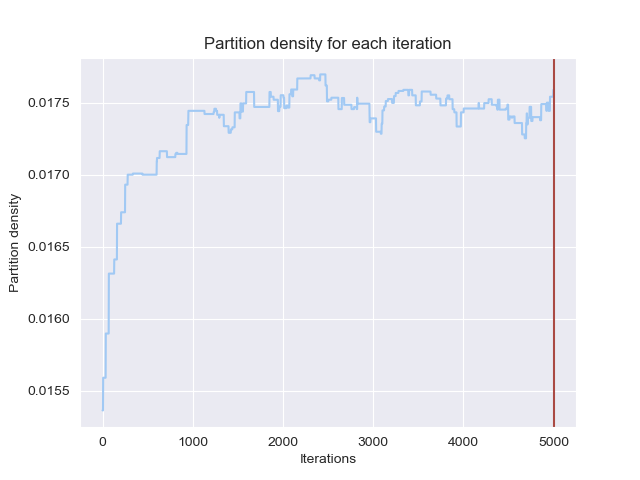 Partition density for each iteration
Partition density
0.0175
0.0170
0.0165
0.0160
0.0155
0 1000 2000 3000 4000 5000
Iterations